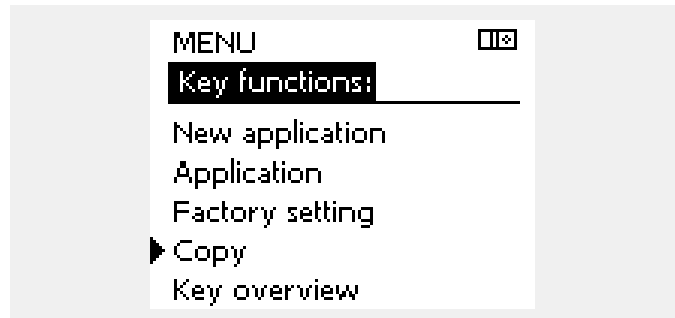 MENU
Key functions:
New application
Application
Factory setting
Copy
Key overview